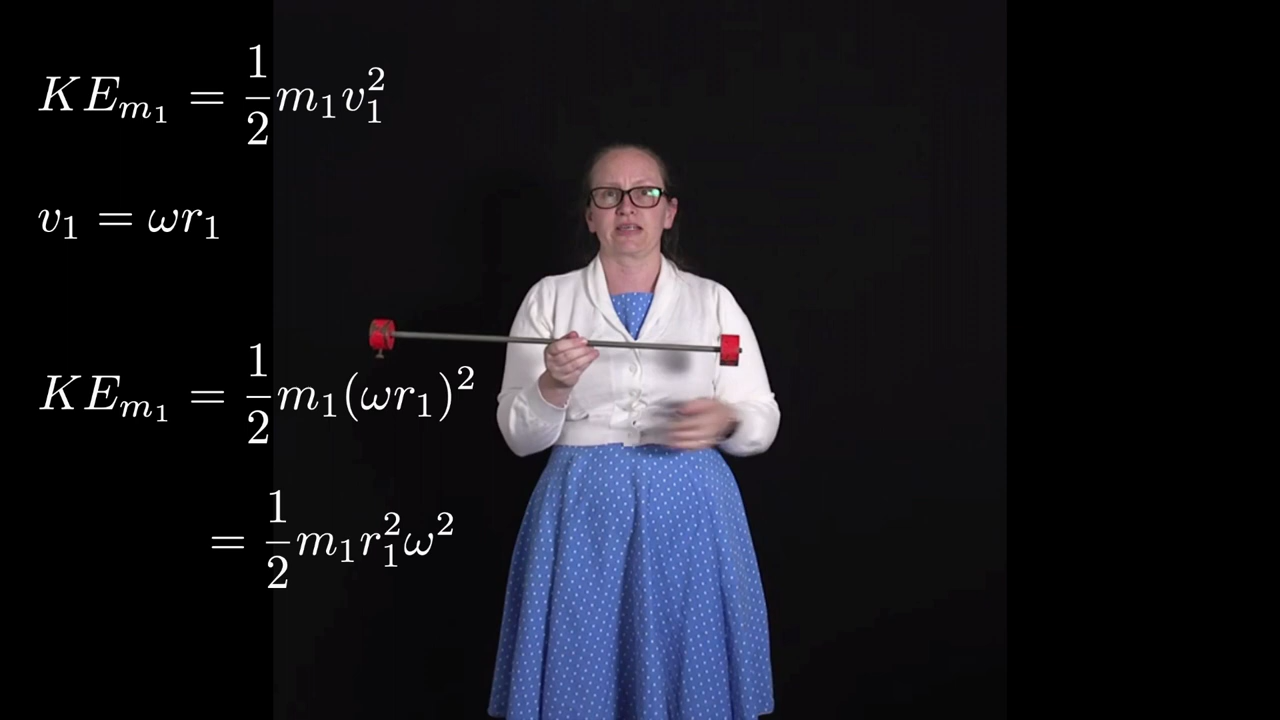 $KE_{m_1} = \frac{1}{2} m_1 v_1^2$
$v_1 = \omega r_1$
$KE_{m_1} = \frac{1}{2} m_1 (\omega r_1)^2$
$= \frac{1}{2} m_1 r_1^2 \omega^2$